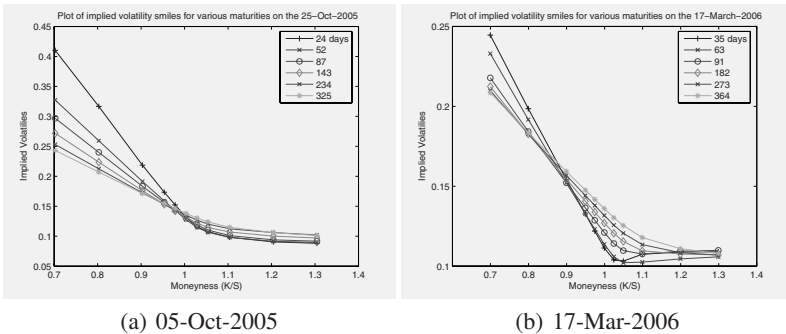 Plot of implied volatility smiles for various maturities on the 25-Oct-2005
0.45
0.4
0.35
0.3
0.25
0.2
0.15
0.1
0.05
Implied Volatilies
24 days
52
87
143
234
325
0.7 0.8 0.9 1 1.1 1.2 1.3 1.4
Moneyness (K/S)
(a) 05-Oct-2005
Plot of implied volatility smiles for various maturities on the 17-March-2006
0.25
0.2
0.15
0.1
Implied Volatilies
35 days
63
91
182
273
364
0.6 0.7 0.8 0.9 1 1.1 1.2 1.3 1.4
Moneyness (K/S)
(b) 17-Mar-2006